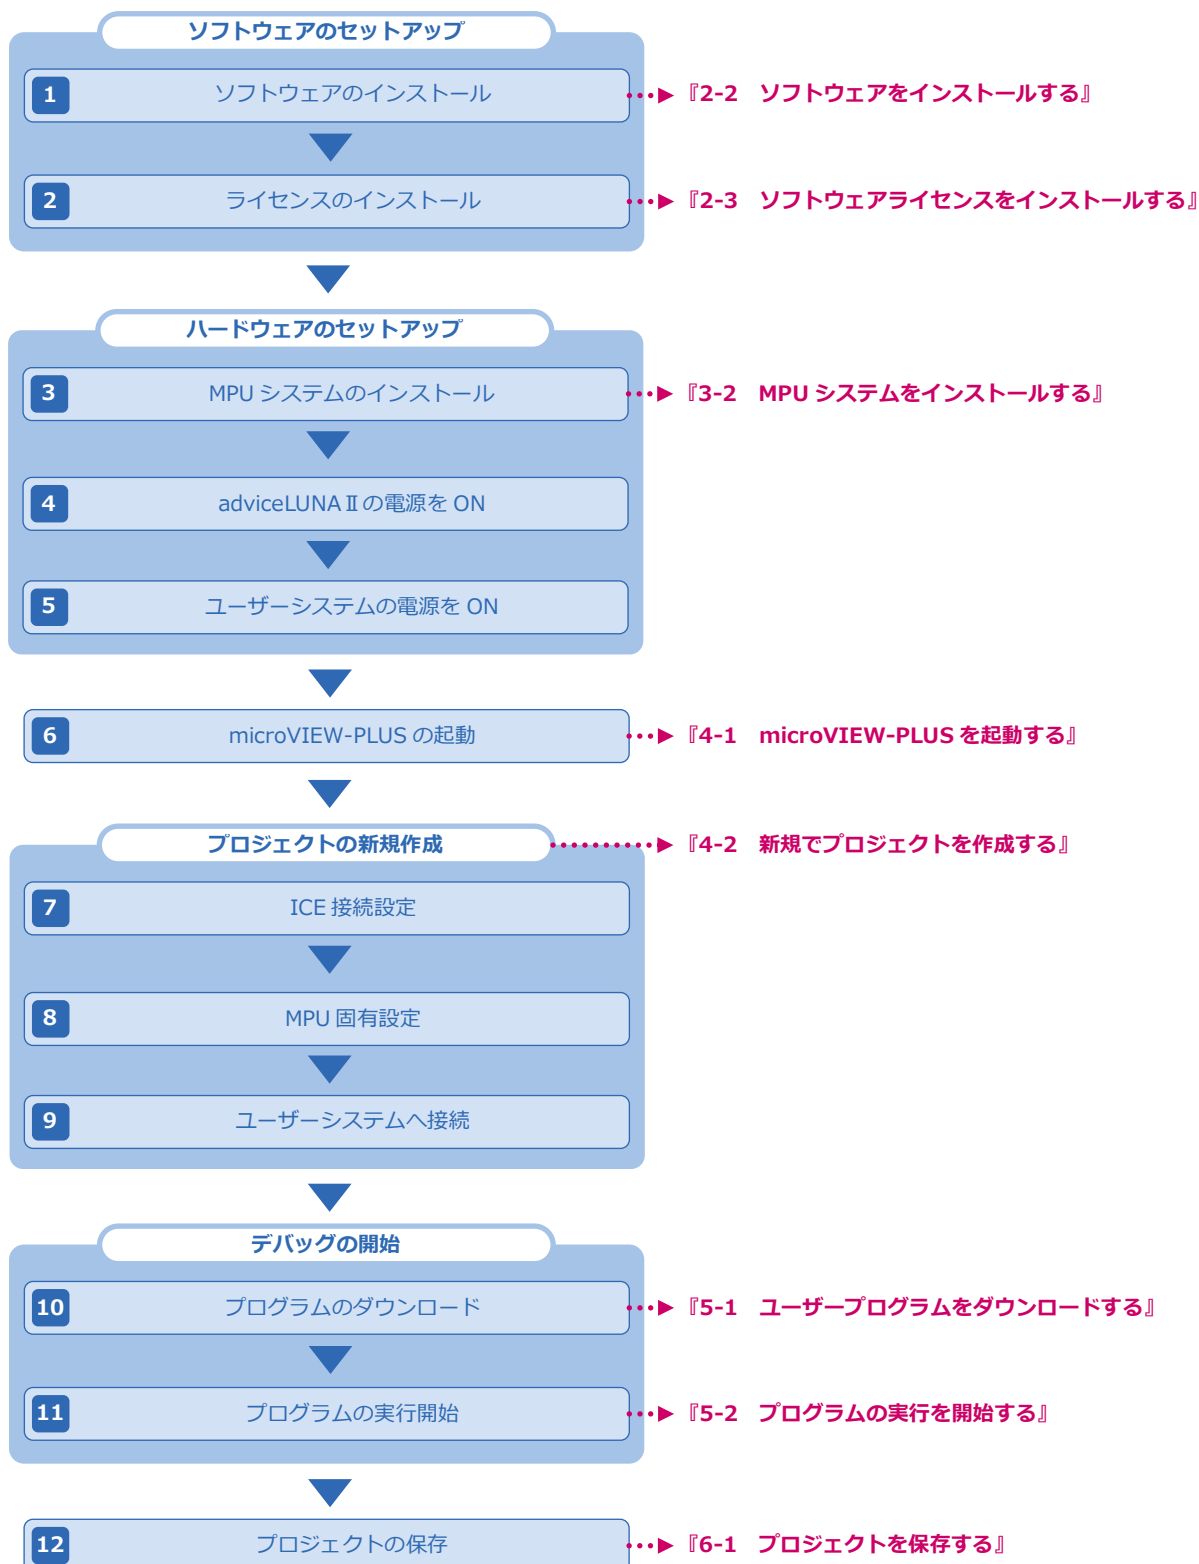 ソフトウェアのセットアップ
1 ソフトウェアのインストール 『2-2　ソフトウェアをインストールする』
2 ライセンスのインストール 『2-3　ソフトウェアライセンスをインストールする』
ハードウェアのセットアップ
3 MPU システムのインストール 『3-2　MPU システムをインストールする』
4 adviceLUNAⅡの電源を ON
5 ユーザーシステムの電源を ON
6 microVIEW-PLUS の起動 『4-1　microVIEW-PLUS を起動する』
プロジェクトの新規作成 『4-2　新規でプロジェクトを作成する』
7 ICE 接続設定
8 MPU 固有設定
9 ユーザーシステムへ接続
デバッグの開始
10 プログラムのダウンロード 『5-1　ユーザープログラムをダウンロードする』
11 プログラムの実行開始 『5-2　プログラムの実行を開始する』
12 プロジェクトの保存 『6-1　プロジェクトを保存する』